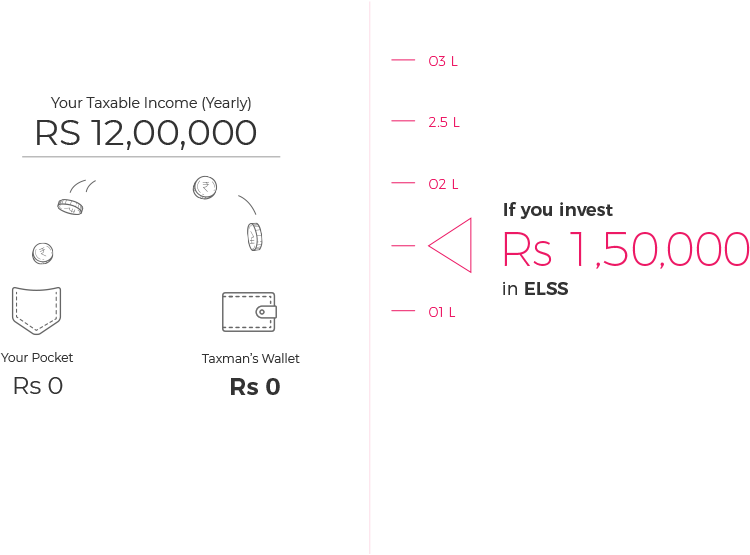 Your Taxable Income (Yearly)
RS 12,00,000
Your Pocket
Rs 0
Taxman's Wallet
Rs 0
03 L
2.5 L
02 L
If you invest
Rs 1,50,000
in ELSS
01 L